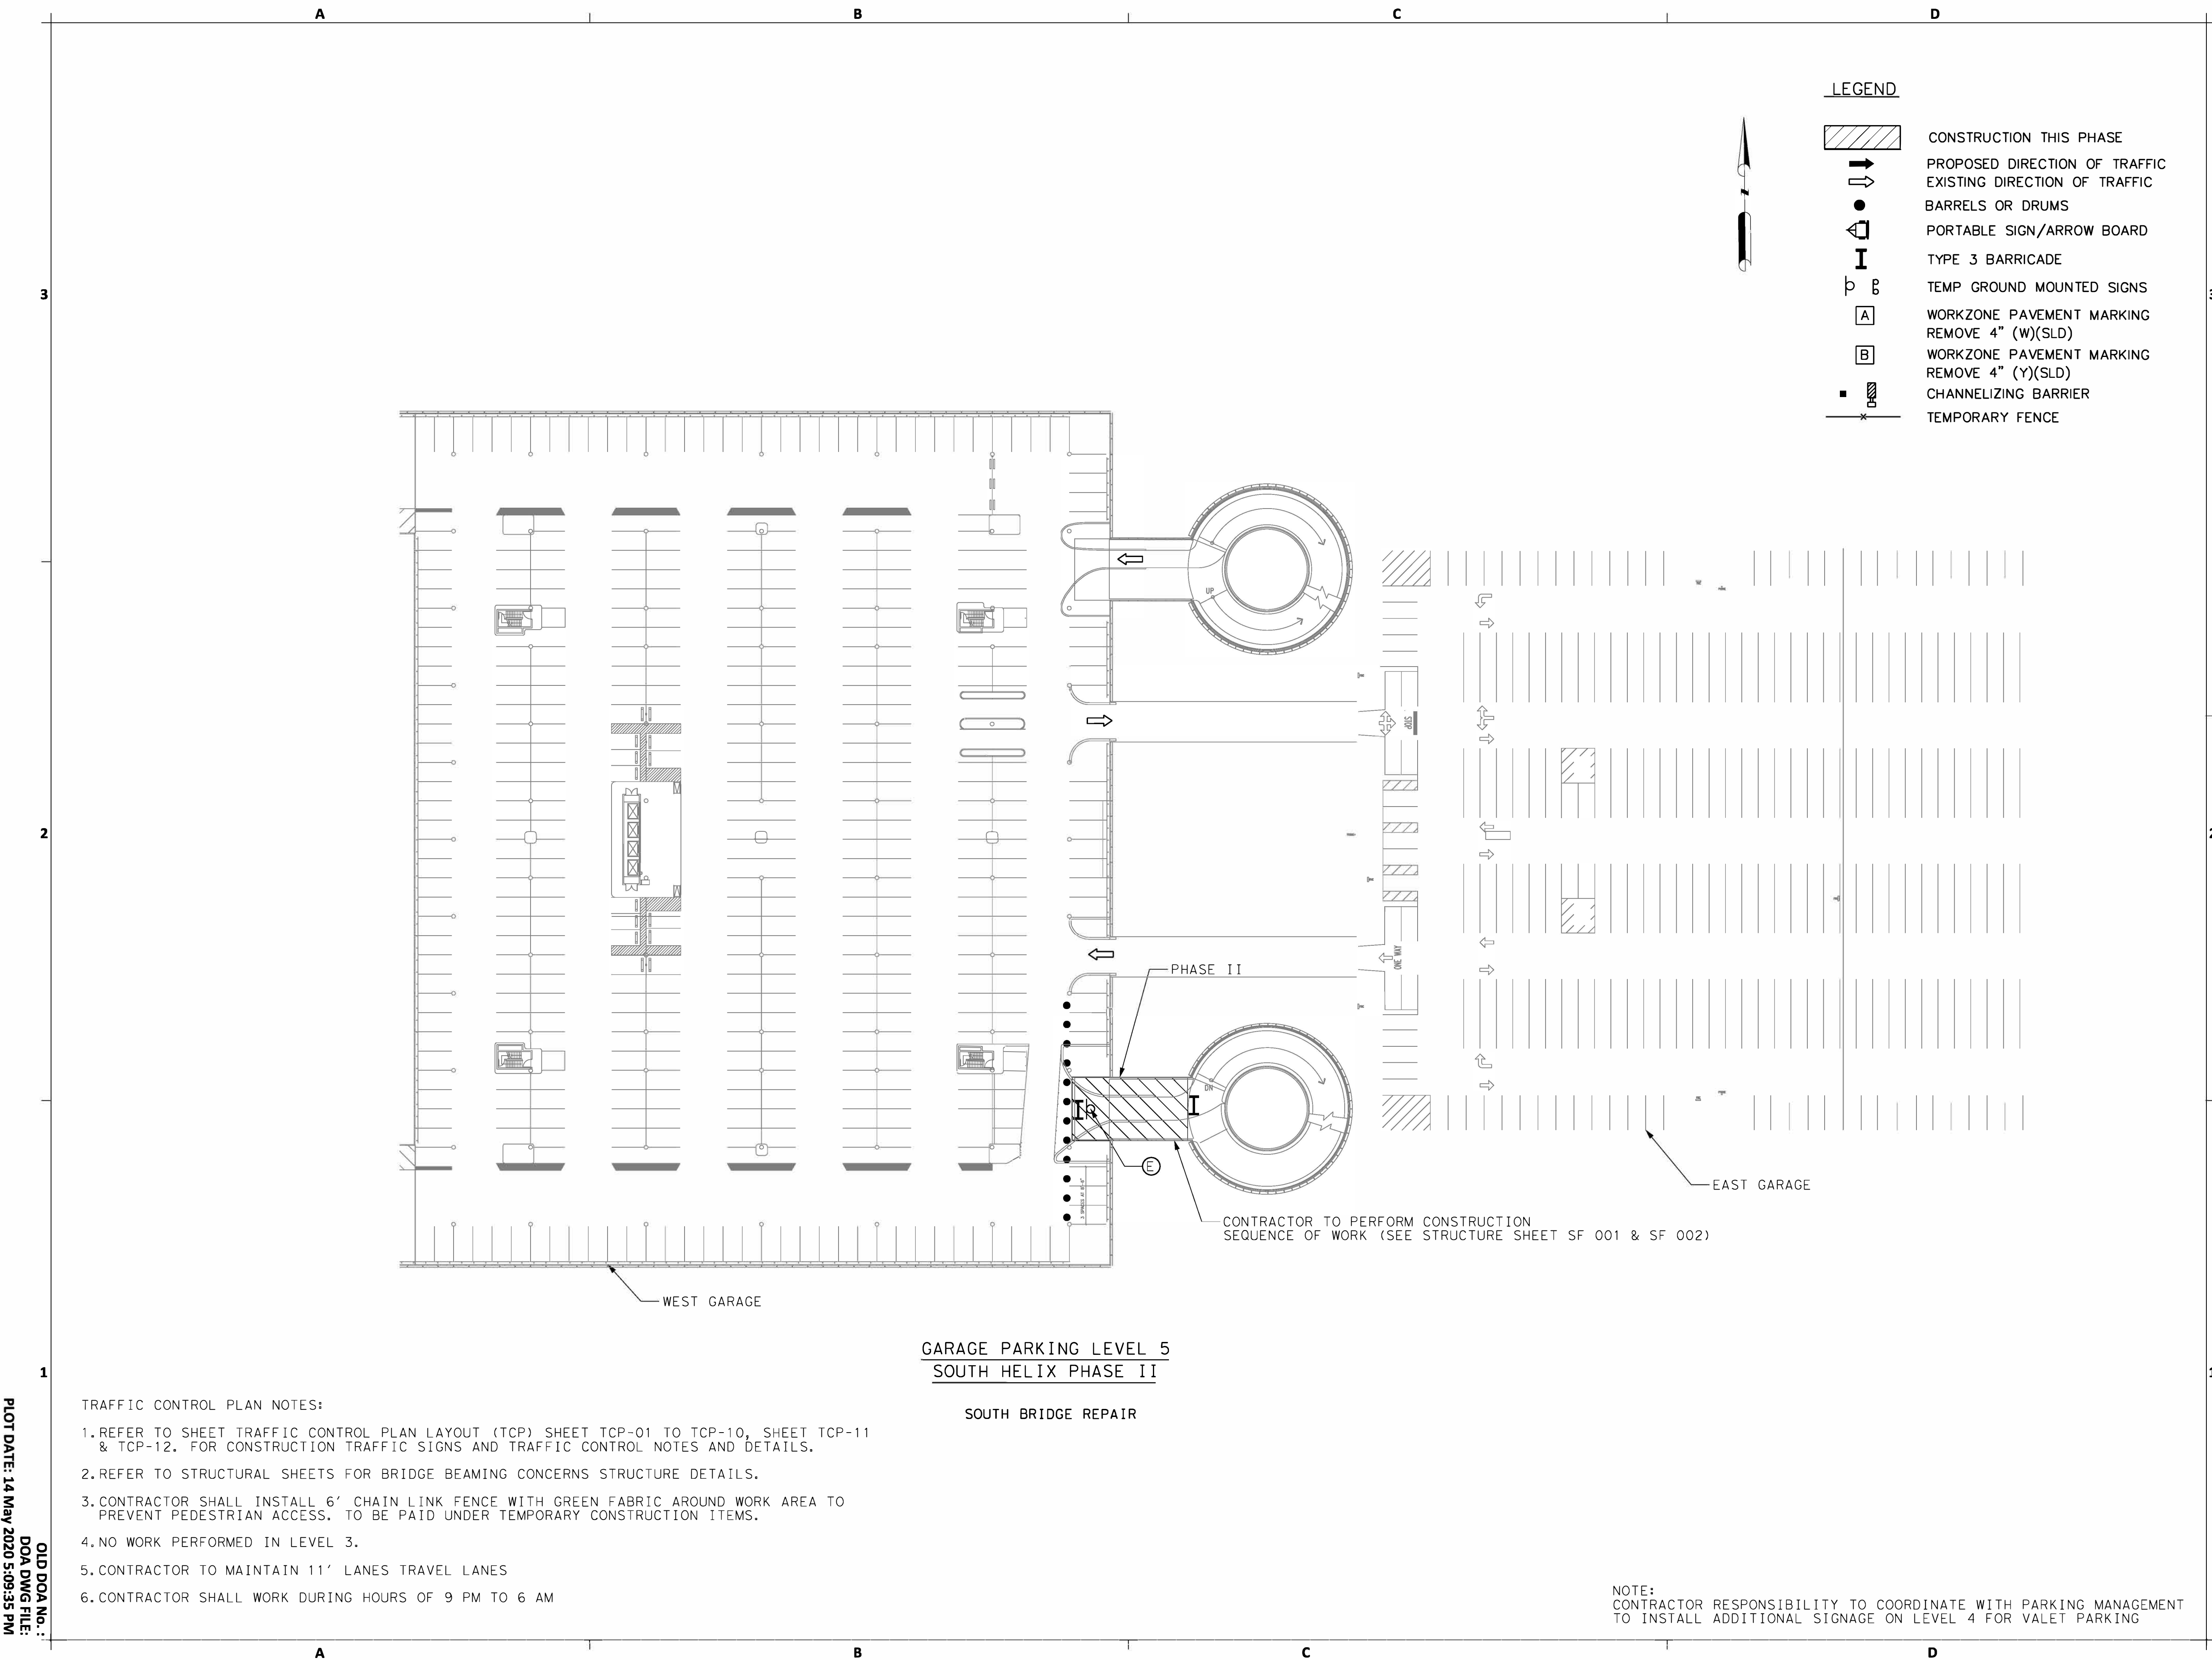 A
B
C
D
LEGEND
CONSTRUCTION THIS PHASE
PROPOSED DIRECTION OF TRAFFIC
EXISTING DIRECTION OF TRAFFIC
BARRELS OR DRUMS
PORTABLE SIGN/ARROW BOARD
TYPE 3 BARRICADE
TEMP GROUND MOUNTED SIGNS
A
WORKZONE PAVEMENT MARKING
REMOVE 4" (W)(SLD)
B
WORKZONE PAVEMENT MARKING
REMOVE 4" (Y)(SLD)
CHANNELIZING BARRIER
TEMPORARY FENCE
N
3
UP
STOP
2
ONE WAY
PHASE II
DN
E
EAST GARAGE
CONTRACTOR TO PERFORM CONSTRUCTION
SEQUENCE OF WORK (SEE STRUCTURE SHEET SF 001 & SF 002)
WEST GARAGE
GARAGE PARKING LEVEL 5
SOUTH HELIX PHASE II
SOUTH BRIDGE REPAIR
1
TRAFFIC CONTROL PLAN NOTES:
1. REFER TO SHEET TRAFFIC CONTROL PLAN LAYOUT (TCP) SHEET TCP-01 TO TCP-10, SHEET TCP-11
& TCP-12. FOR CONSTRUCTION TRAFFIC SIGNS AND TRAFFIC CONTROL NOTES AND DETAILS.
2. REFER TO STRUCTURAL SHEETS FOR BRIDGE BEAMING CONCERNS STRUCTURE DETAILS.
3. CONTRACTOR SHALL INSTALL 6' CHAIN LINK FENCE WITH GREEN FABRIC AROUND WORK AREA TO
PREVENT PEDESTRIAN ACCESS. TO BE PAID UNDER TEMPORARY CONSTRUCTION ITEMS.
4. NO WORK PERFORMED IN LEVEL 3.
5. CONTRACTOR TO MAINTAIN 11' LANES TRAVEL LANES
6. CONTRACTOR SHALL WORK DURING HOURS OF 9 PM TO 6 AM
NOTE:
CONTRACTOR RESPONSIBILITY TO COORDINATE WITH PARKING MANAGEMENT
TO INSTALL ADDITIONAL SIGNAGE ON LEVEL 4 FOR VALET PARKING
OLD DOA No. :
DOA DWG FILE:
PLOT DATE: 14 May 2020 5:09:35 PM
A
B
C
D